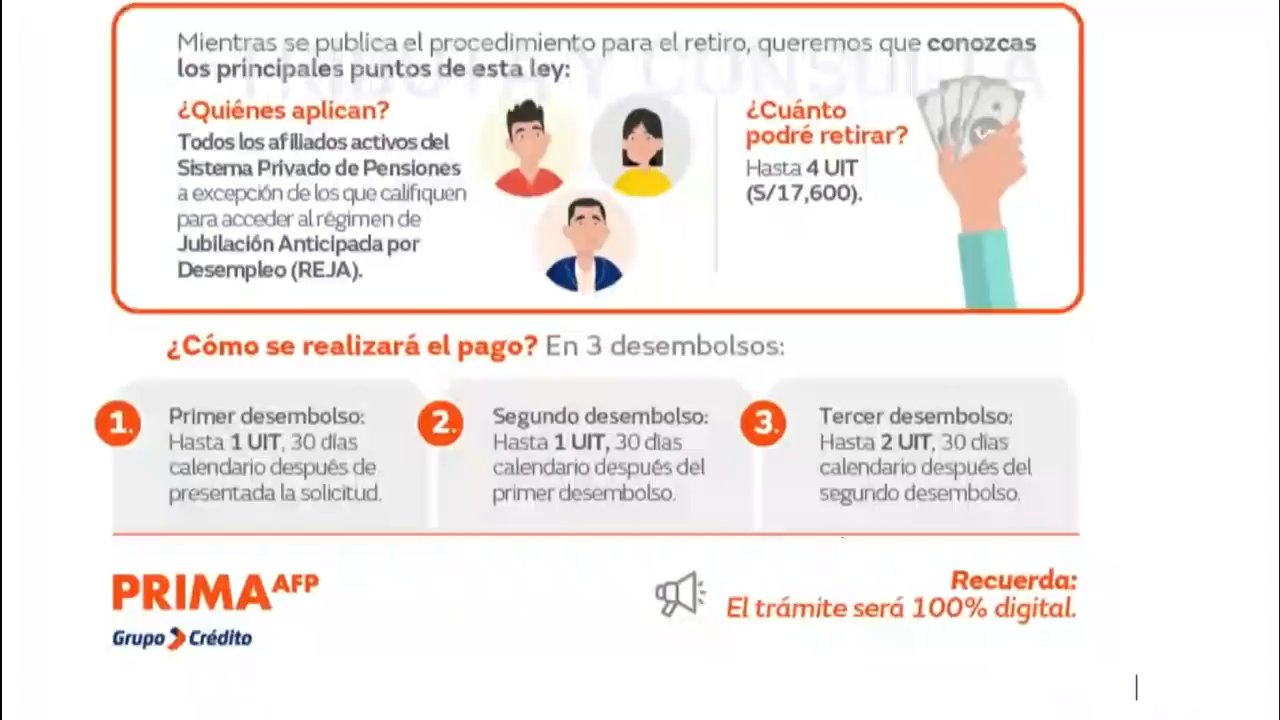 Mientras se publica el procedimiento para el retiro, queremos que conozcas
los principales puntos de esta ley:
TRIBUTA Y CONSULTA
¿Quiénes aplican?
Todos los afiliados activos del
Sistema Privado de Pensiones
a excepción de los que califiquen
para acceder al régimen de
Jubilación Anticipada por
Desempleo (REJA).
¿Cuánto
podré retirar?
Hasta 4 UIT
(S/17,600).
¿Cómo se realizará el pago? En 3 desembolsos:
1.
Primer desembolso:
Hasta 1 UIT, 30 días
calendario después de
presentada la solicitud.
2.
Segundo desembolso:
Hasta 1 UIT, 30 días
calendario después del
primer desembolso.
3.
Tercer desembolso:
Hasta 2 UIT, 30 días
calendario después del
segundo desembolso.
PRIMA AFP
Grupo Crédito
Recuerda:
El trámite será 100% digital.